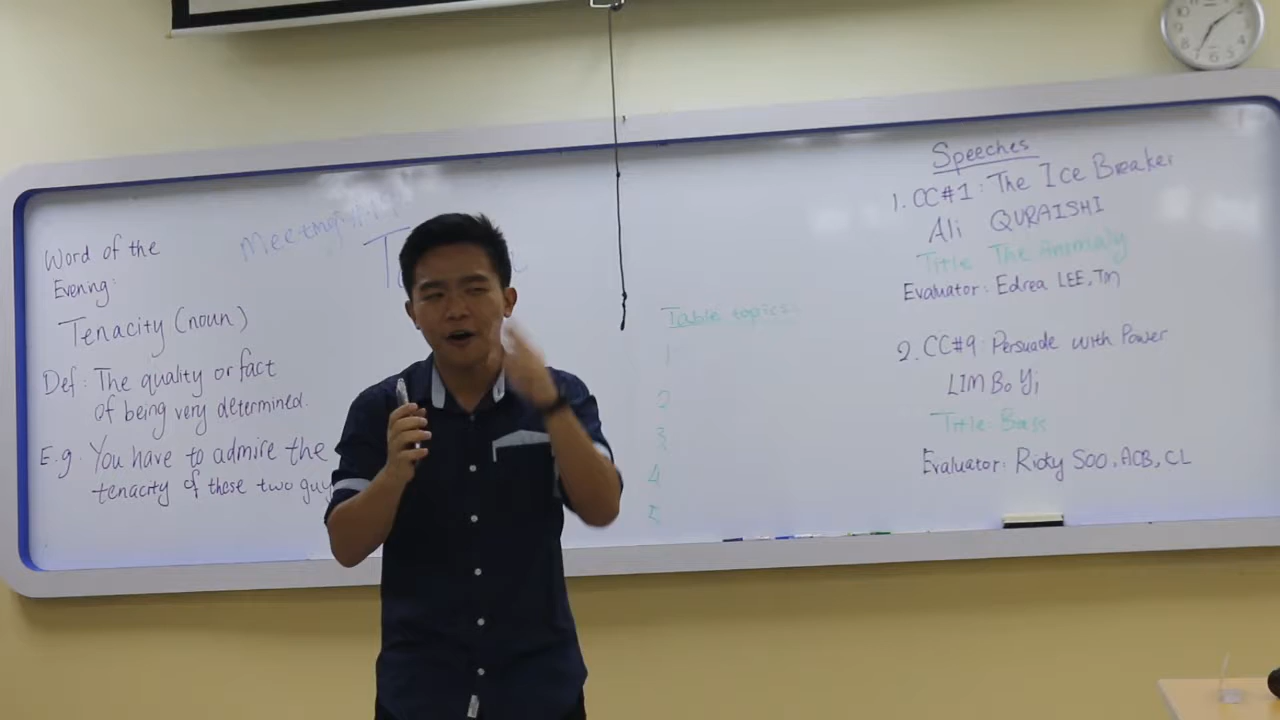 Word of the
Evening:
Tenacity (noun)
Def: The quality or fact
of being very determined.
E.g. You have to admire the
tenacity of these two guy
Meeting
Table topics:
1
2
3
4
5
Speeches
1. CC#1: The Ice Breaker
Ali QURAISHI
Title The Anomaly
Evaluator: Edrea LEE, TM
2. CC#9: Persuade with Power
LIM Bo Yi
Title: Bass
Evaluator: Ricky SOO, ACB, CL